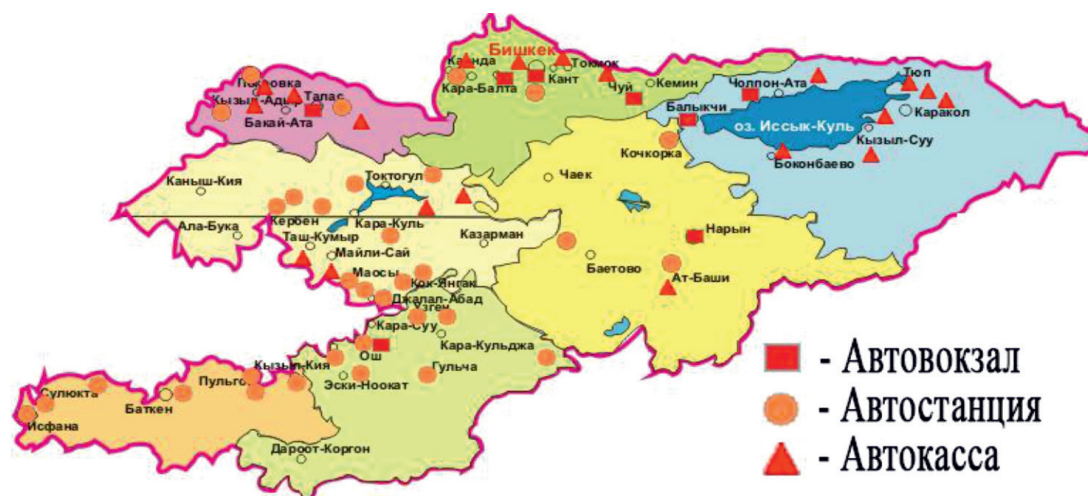 Бишкек
Каинда
Токмок
Кара-Балта
Кант
Чуй
Кемин
Покровка
Кызыл-Адыр
Талас
Бакай-Ата
Чолпон-Ата
Тюп
Балыкчи
оз. Иссык-Куль
Каракол
Кызыл-Суу
Боконбаево
Кочкорка
Чаек
Каныш-Кия
Токтогул
Ала-Бука
Кербен
Кара-Куль
Таш-Кумыр
Казарман
Майли-Сай
Нарын
Баетово
Ат-Баши
Маосы
Кок-Янгак
Джалал-Абад
Узген
Кара-Суу
Кара-Кульджа
Ош
Гульча
Кызыл-Кия
Эски-Ноокат
Сулюкта
Пульгон
Баткен
Исфана
Дароот-Коргон
- Автовокзал
- Автостанция
- Автокасса